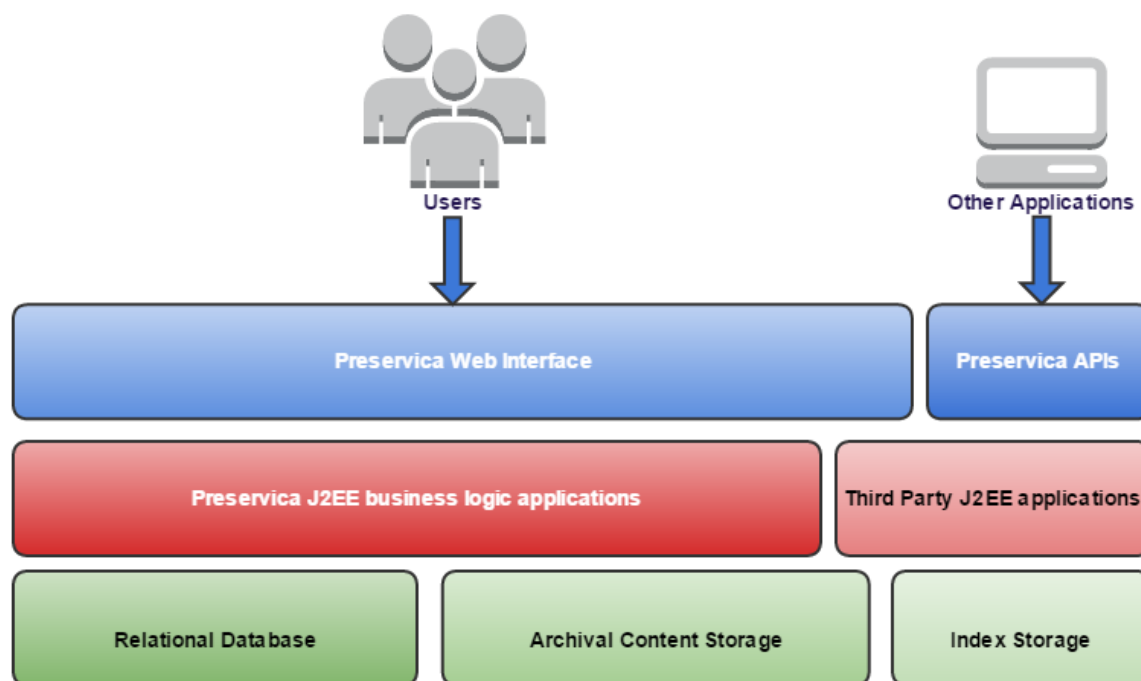 Users
Other Applications
Preservica Web Interface
Preservica APIs
Preservica J2EE business logic applications
Third Party J2EE applications
Relational Database
Archival Content Storage
Index Storage